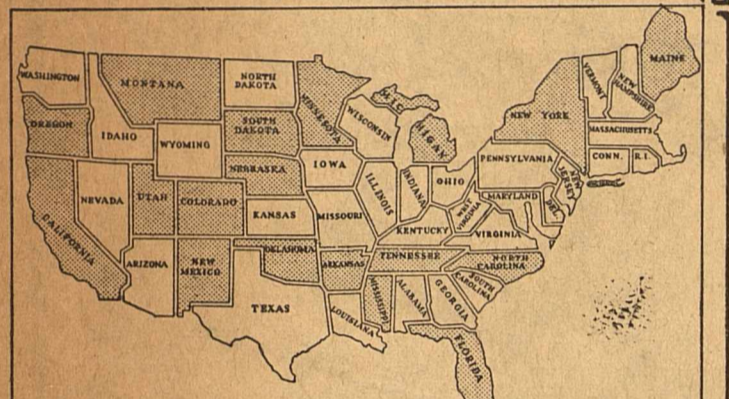 WASHINGTON
MONTANA
NORTH
DAKOTA
MINNESOTA
MICHIGAN
MAINE
VERMONT
NEW
HAMPSHIRE
OREGON
IDAHO
WYOMING
SOUTH
DAKOTA
WISCONSIN
NEW YORK
MASSACHUSETTS
CONN.
R.I.
NEBRASKA
IOWA
PENNSYLVANIA
NEW
JERSEY
NEVADA
UTAH
COLORADO
KANSAS
MISSOURI
ILLINOIS
INDIANA
OHIO
WEST
VIRGINIA
MARYLAND
DEL.
CALIFORNIA
KENTUCKY
VIRGINIA
ARIZONA
NEW
MEXICO
OKLAHOMA
ARKANSAS
TENNESSEE
NORTH
CAROLINA
SOUTH
CAROLINA
TEXAS
LOUISIANA
MISSISSIPPI
ALABAMA
GEORGIA
FLORIDA